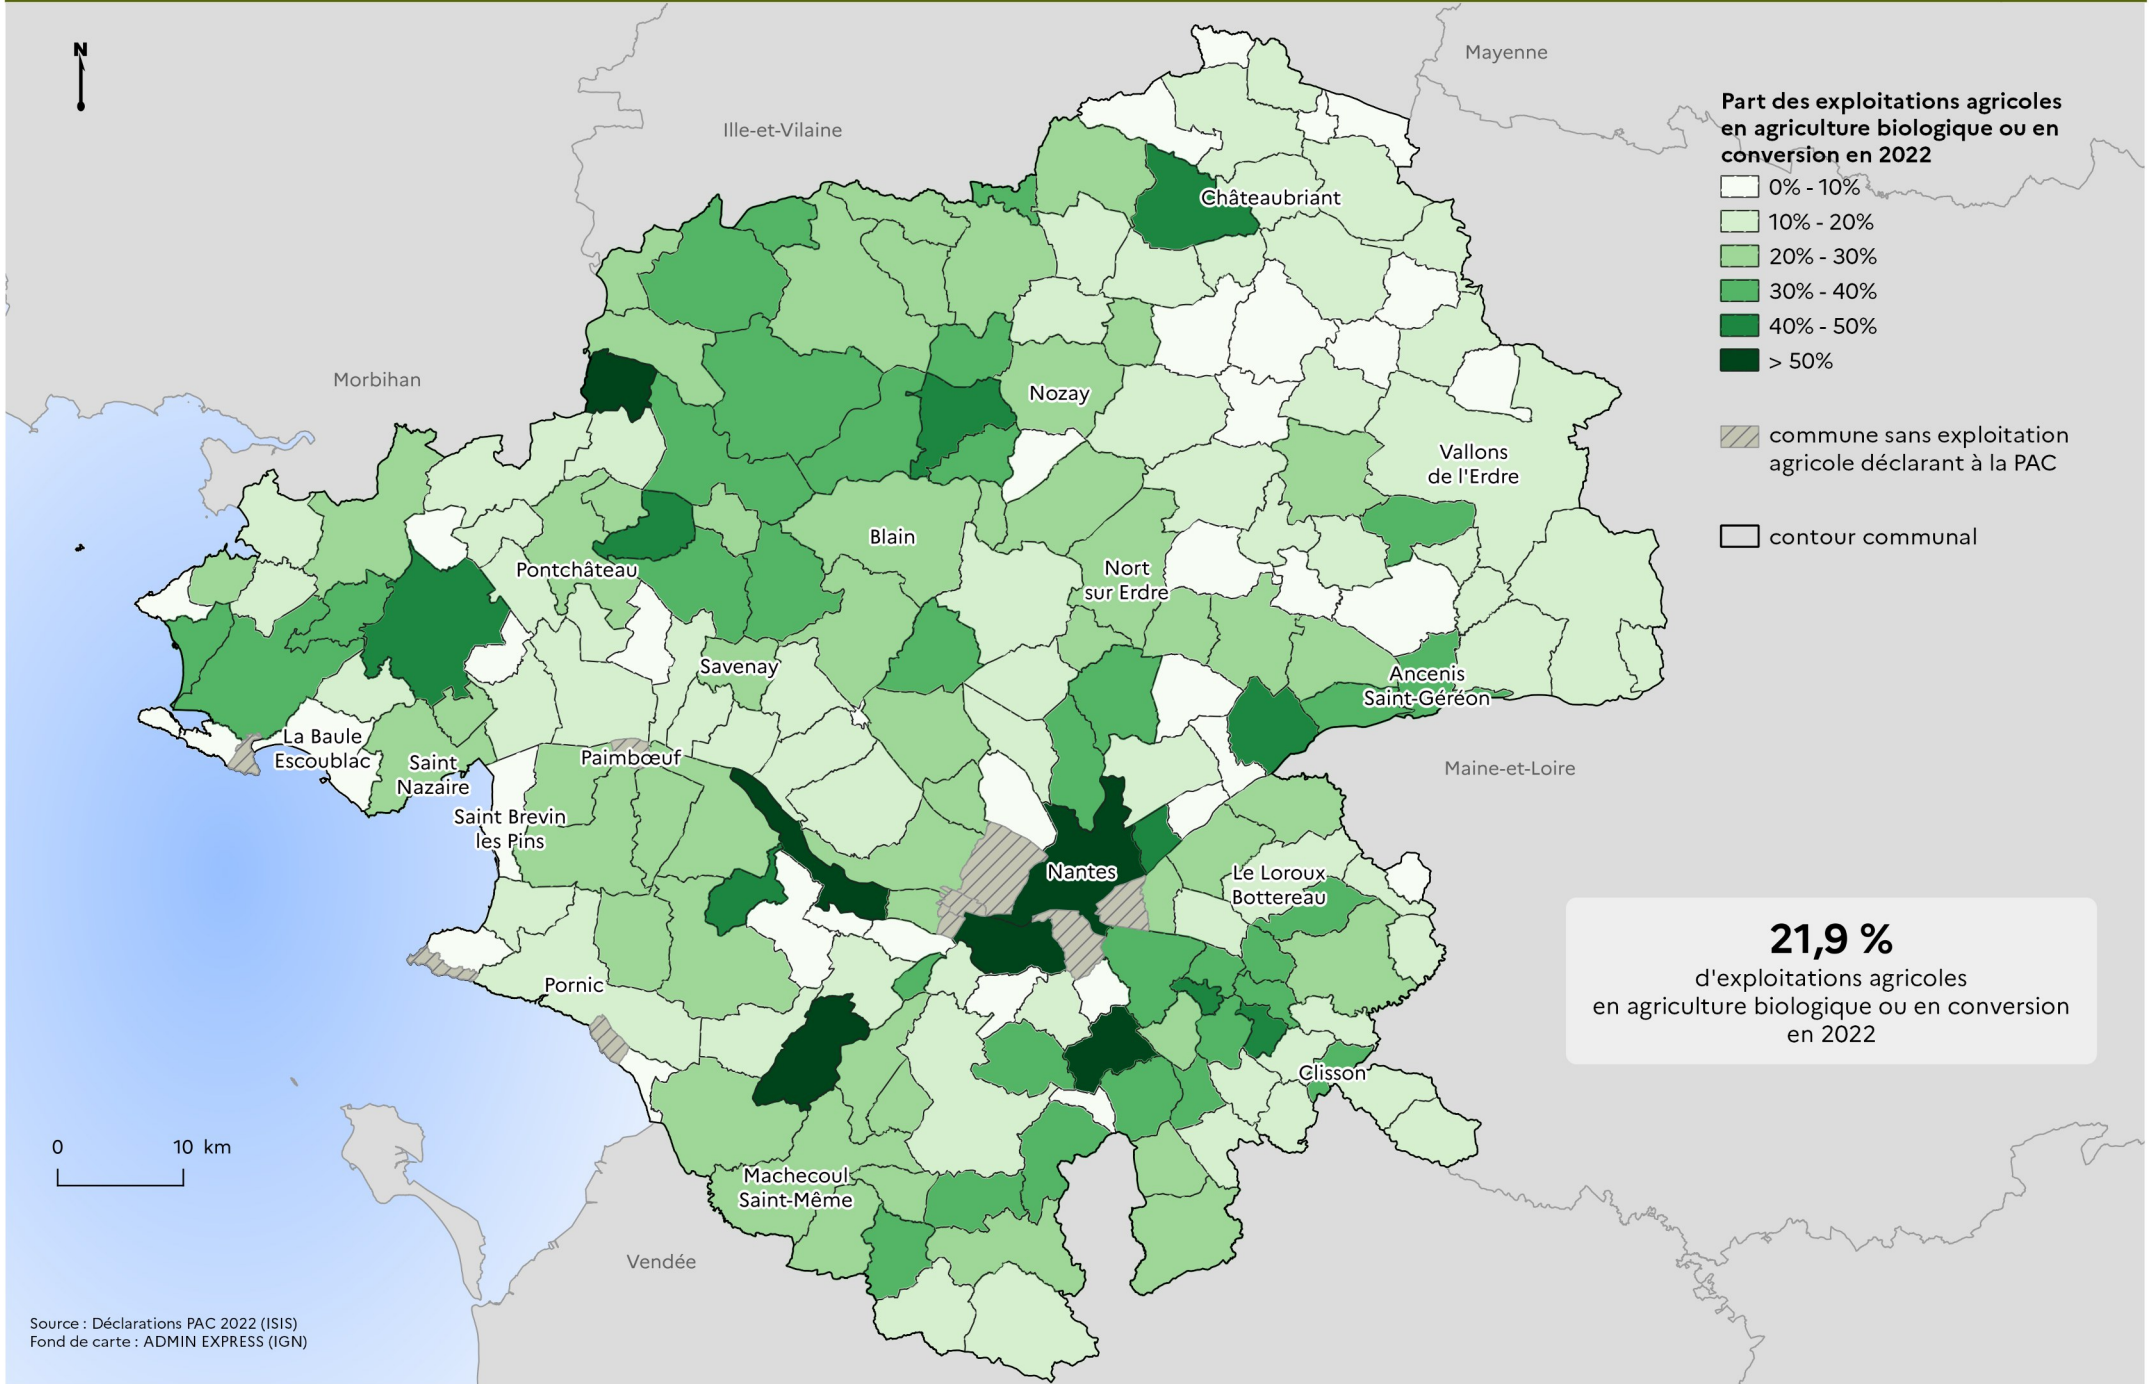 N
Mayenne
Ille-et-Vilaine
Morbihan
Maine-et-Loire
Vendée
Châteaubriant
Nozay
Vallons
de l'Erdre
Blain
Pontchâteau
Nort
sur Erdre
Savenay
Ancenis
Saint-Géréon
La Baule
Escoublac
Saint
Nazaire
Paimbœuf
Saint Brevin
les Pins
Nantes
Le Loroux
Bottereau
Pornic
Clisson
Machecoul
Saint-Même
Part des exploitations agricoles
en agriculture biologique ou en
conversion en 2022
0% - 10%
10% - 20%
20% - 30%
30% - 40%
40% - 50%
> 50%
commune sans exploitation
agricole déclarant à la PAC
contour communal
21,9 %
d'exploitations agricoles
en agriculture biologique ou en conversion
en 2022
0 10 km
Source : Déclarations PAC 2022 (ISIS)
Fond de carte : ADMIN EXPRESS (IGN)